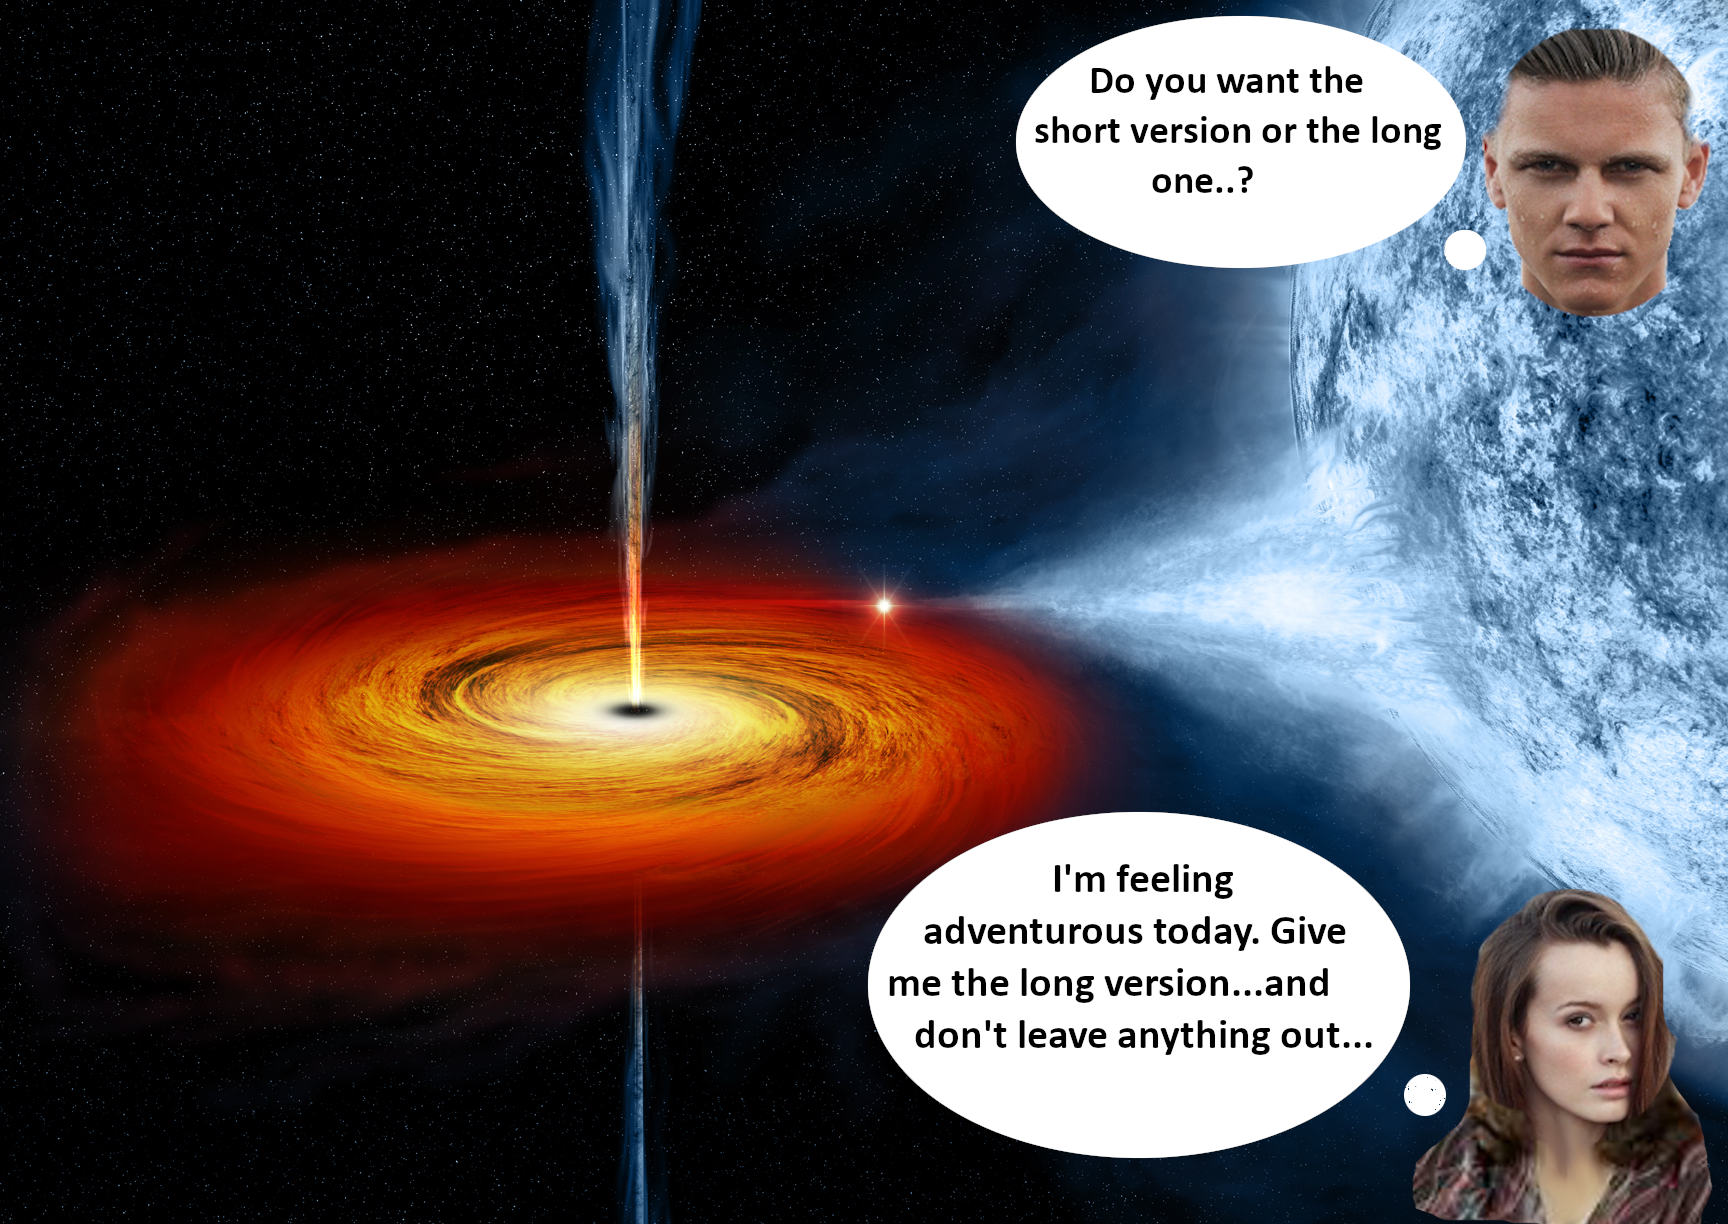 Do you want the
short version or the long
one..?
I'm feeling
adventurous today. Give
me the long version...and
don't leave anything out...